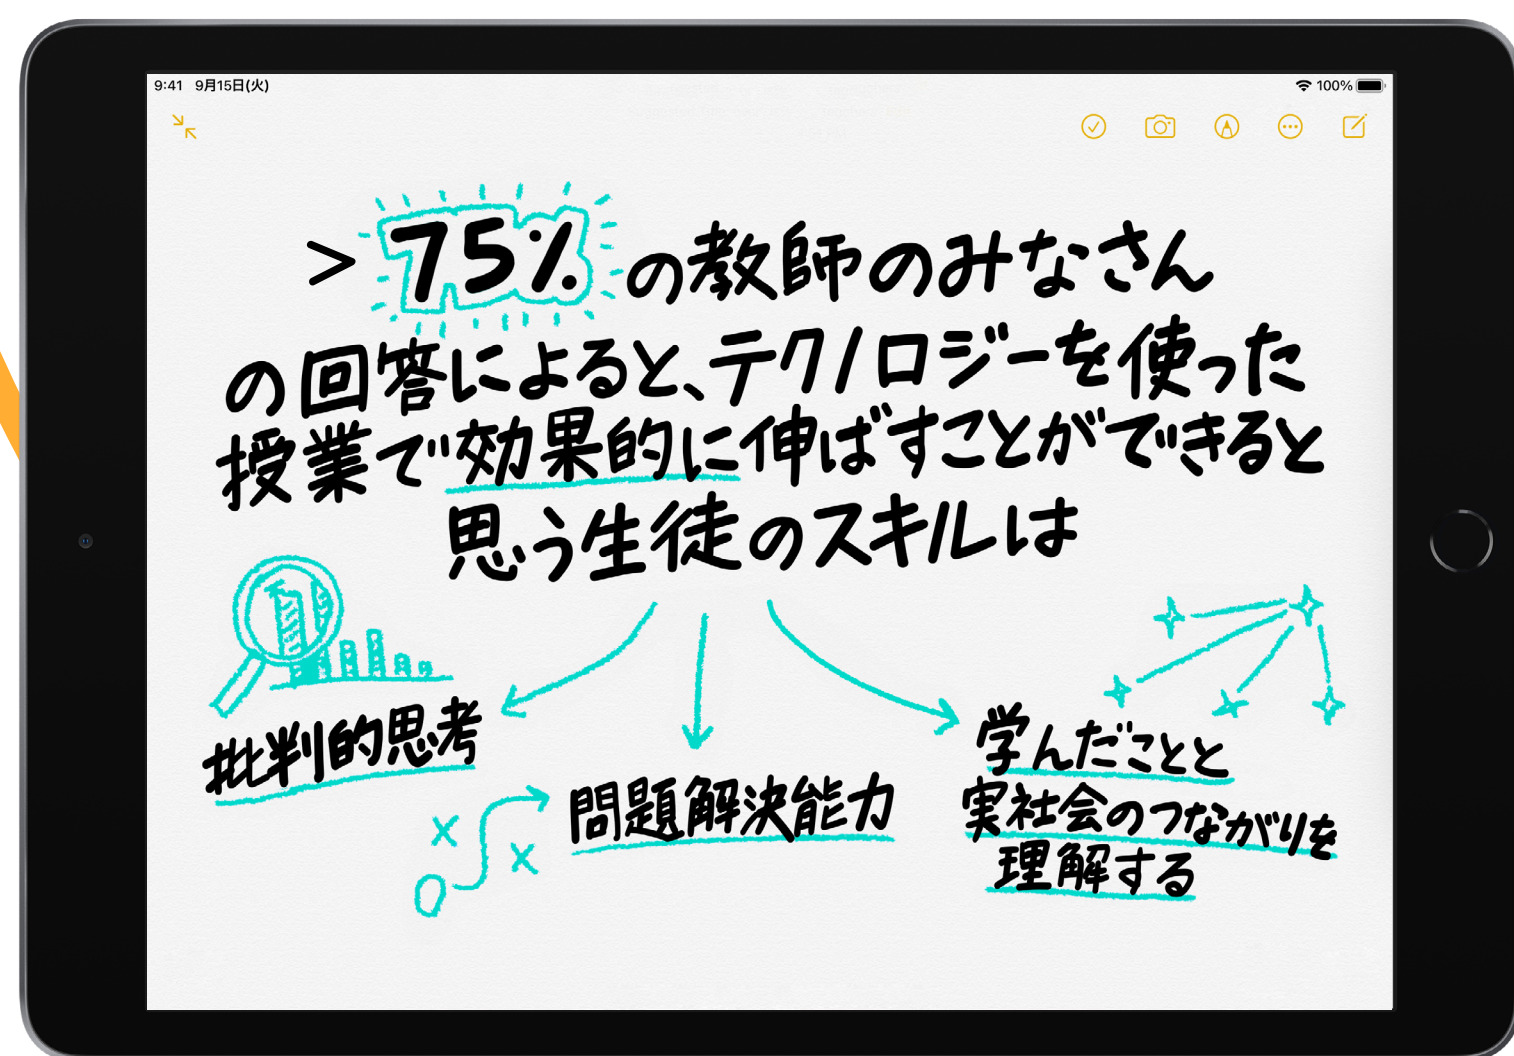 9:41 9月15日(火) 100%
> 75% の教師のみなさん
の回答によると、テクノロジーを使った
授業で効果的に伸ばすことができると
思う生徒のスキルは
批判的思考
問題解決能力
学んだことと
実社会のつながりを
理解する